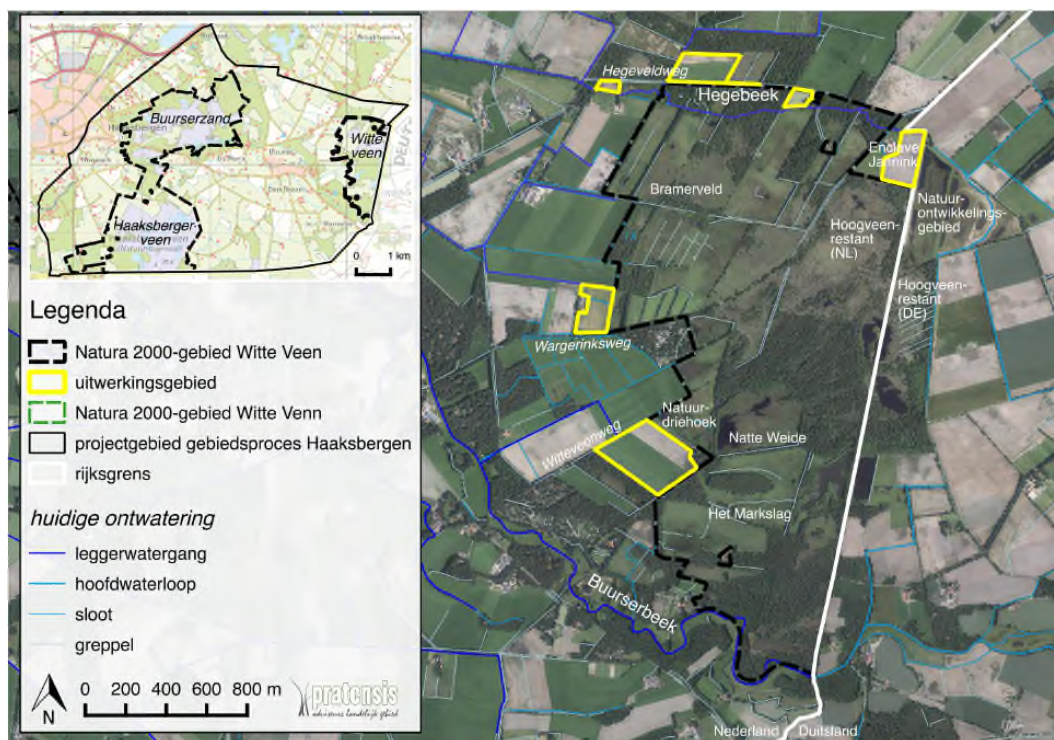 Buurserzand
Witte
veen
Haaksberger-
veen
0 1 km
Legenda
Natura 2000-gebied Witte Veen
uitwerkingsgebied
Natura 2000-gebied Witte Venn
projectgebied gebiedsproces Haaksbergen
rijksgrens
huidige ontwatering
leggerwatergang
hoofdwaterloop
sloot
greppel
N
0 200 400 600 800 m
pratensis
adviesbureau landelijk gebied
Hegeveldweg
Hegebeek
Enclave
Jannink
Bramerveld
Natuur-
ontwikkelings-
gebied
Hoogveen-
restant
(NL)
Hoogveen-
restant
(DE)
Wargerinksweg
Natuur-
driehoek
Witteveenweg
Natte Weide
Het Markslag
Buurserbeek
Nederland
Duitsland